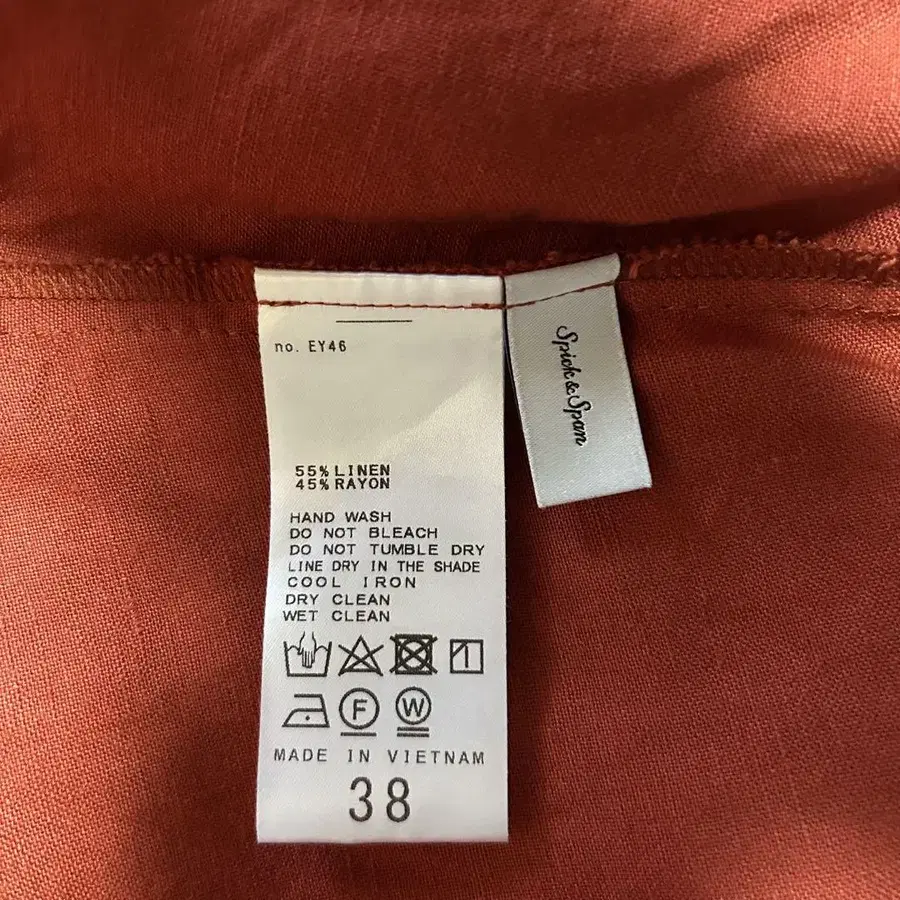 no. EY46
55% LINEN
45% RAYON
HAND WASH
DO NOT BLEACH
DO NOT TUMBLE DRY
LINE DRY IN THE SHADE
COOL IRON
DRY CLEAN
WET CLEAN
F W
MADE IN VIETNAM
38
Spick & Span